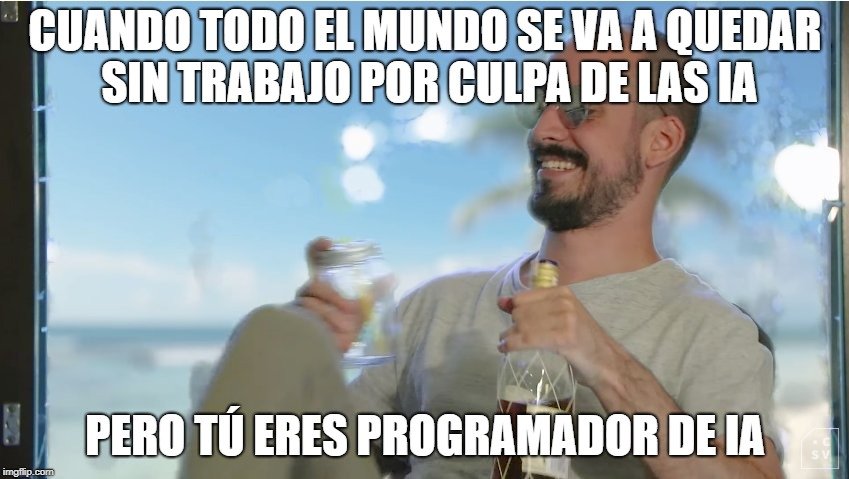 CUANDO TODO EL MUNDO SE VA A QUEDAR
SIN TRABAJO POR CULPA DE LAS IA
PERO TÚ ERES PROGRAMADOR DE IA
C
SV
imgflip.com